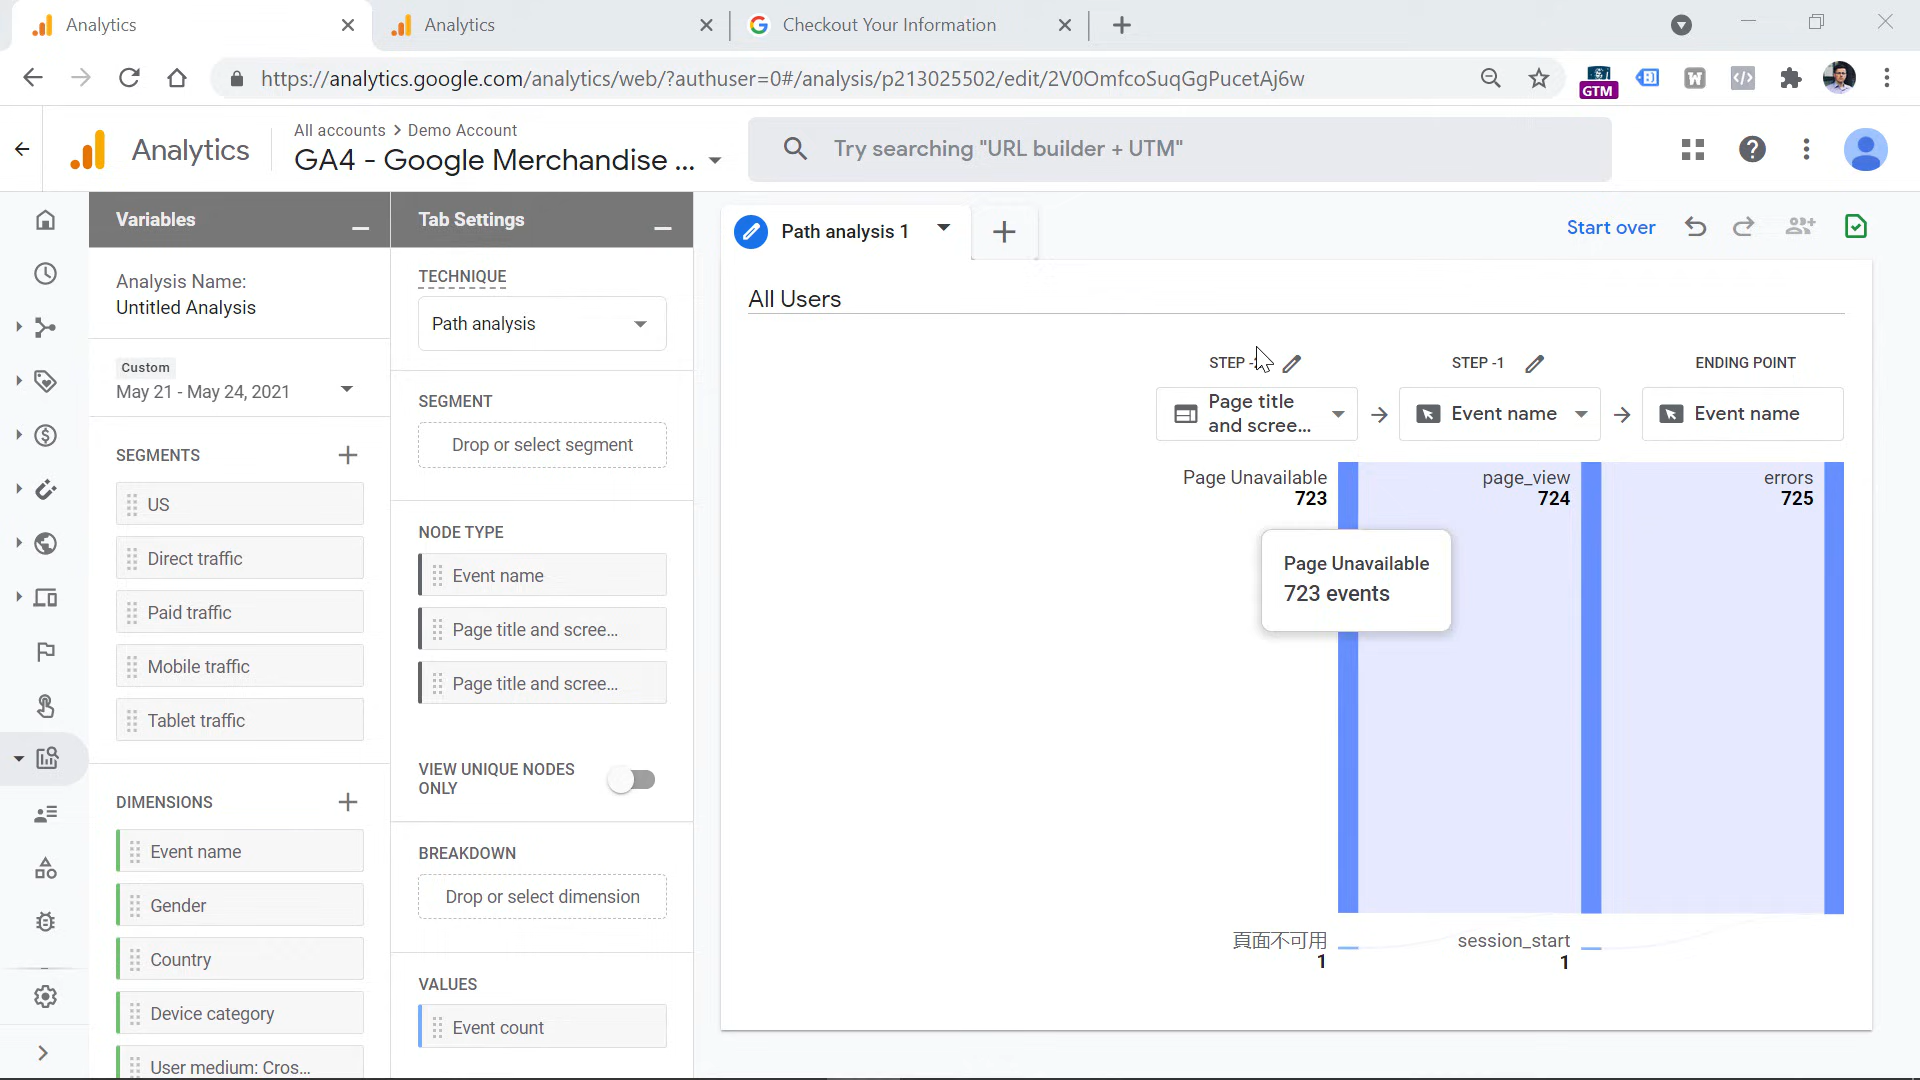 Analytics
Analytics
Checkout Your Information
https://analytics.google.com/analytics/web/?authuser=0#/analysis/p213025502/edit/2V0OmfcoSuqGgPucetAj6w
GTM
Analytics
All accounts > Demo Account
GA4 - Google Merchandise ...
Try searching "URL builder + UTM"
Variables
Analysis Name:
Untitled Analysis
Custom
May 21 - May 24, 2021
SEGMENTS
US
Direct traffic
Paid traffic
Mobile traffic
Tablet traffic
DIMENSIONS
Event name
Gender
Country
Device category
User medium: Cros...
Tab Settings
TECHNIQUE
Path analysis
SEGMENT
Drop or select segment
NODE TYPE
Event name
Page title and scree...
Page title and scree...
VIEW UNIQUE NODES
ONLY
BREAKDOWN
Drop or select dimension
VALUES
Event count
Path analysis 1
Start over
All Users
STEP
STEP -1
ENDING POINT
Page title
and scree...
Event name
Event name
Page Unavailable
723
page_view
724
errors
725
Page Unavailable
723 events
頁面不可用
1
session_start
1